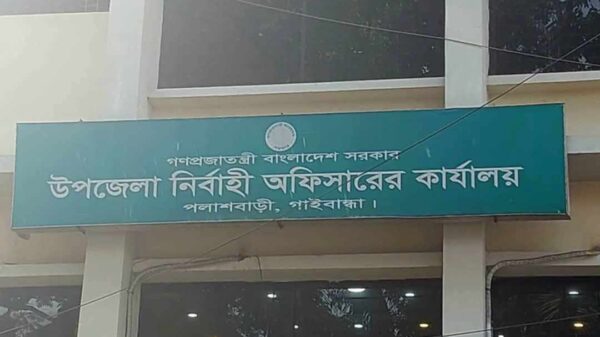 গণপ্রজাতন্ত্রী বাংলাদেশ সরকার
উপজেলা নির্বাহী অফিসারের কার্যালয়
পলাশবাড়ী, গাইবান্ধা।